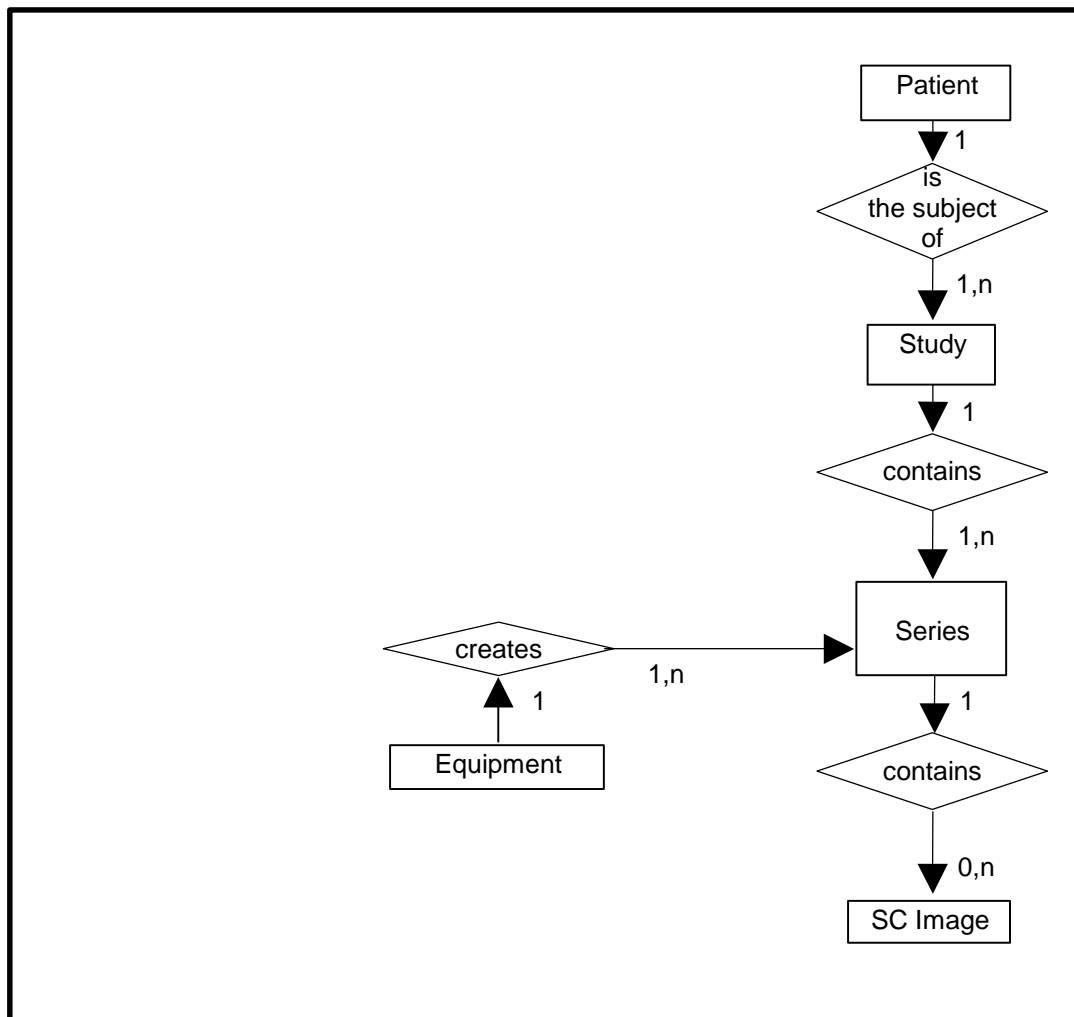 Patient
1
is
the subject
of
1,n
Study
1
contains
1,n
Series
creates
1,n
1
1
Equipment
contains
0,n
SC Image